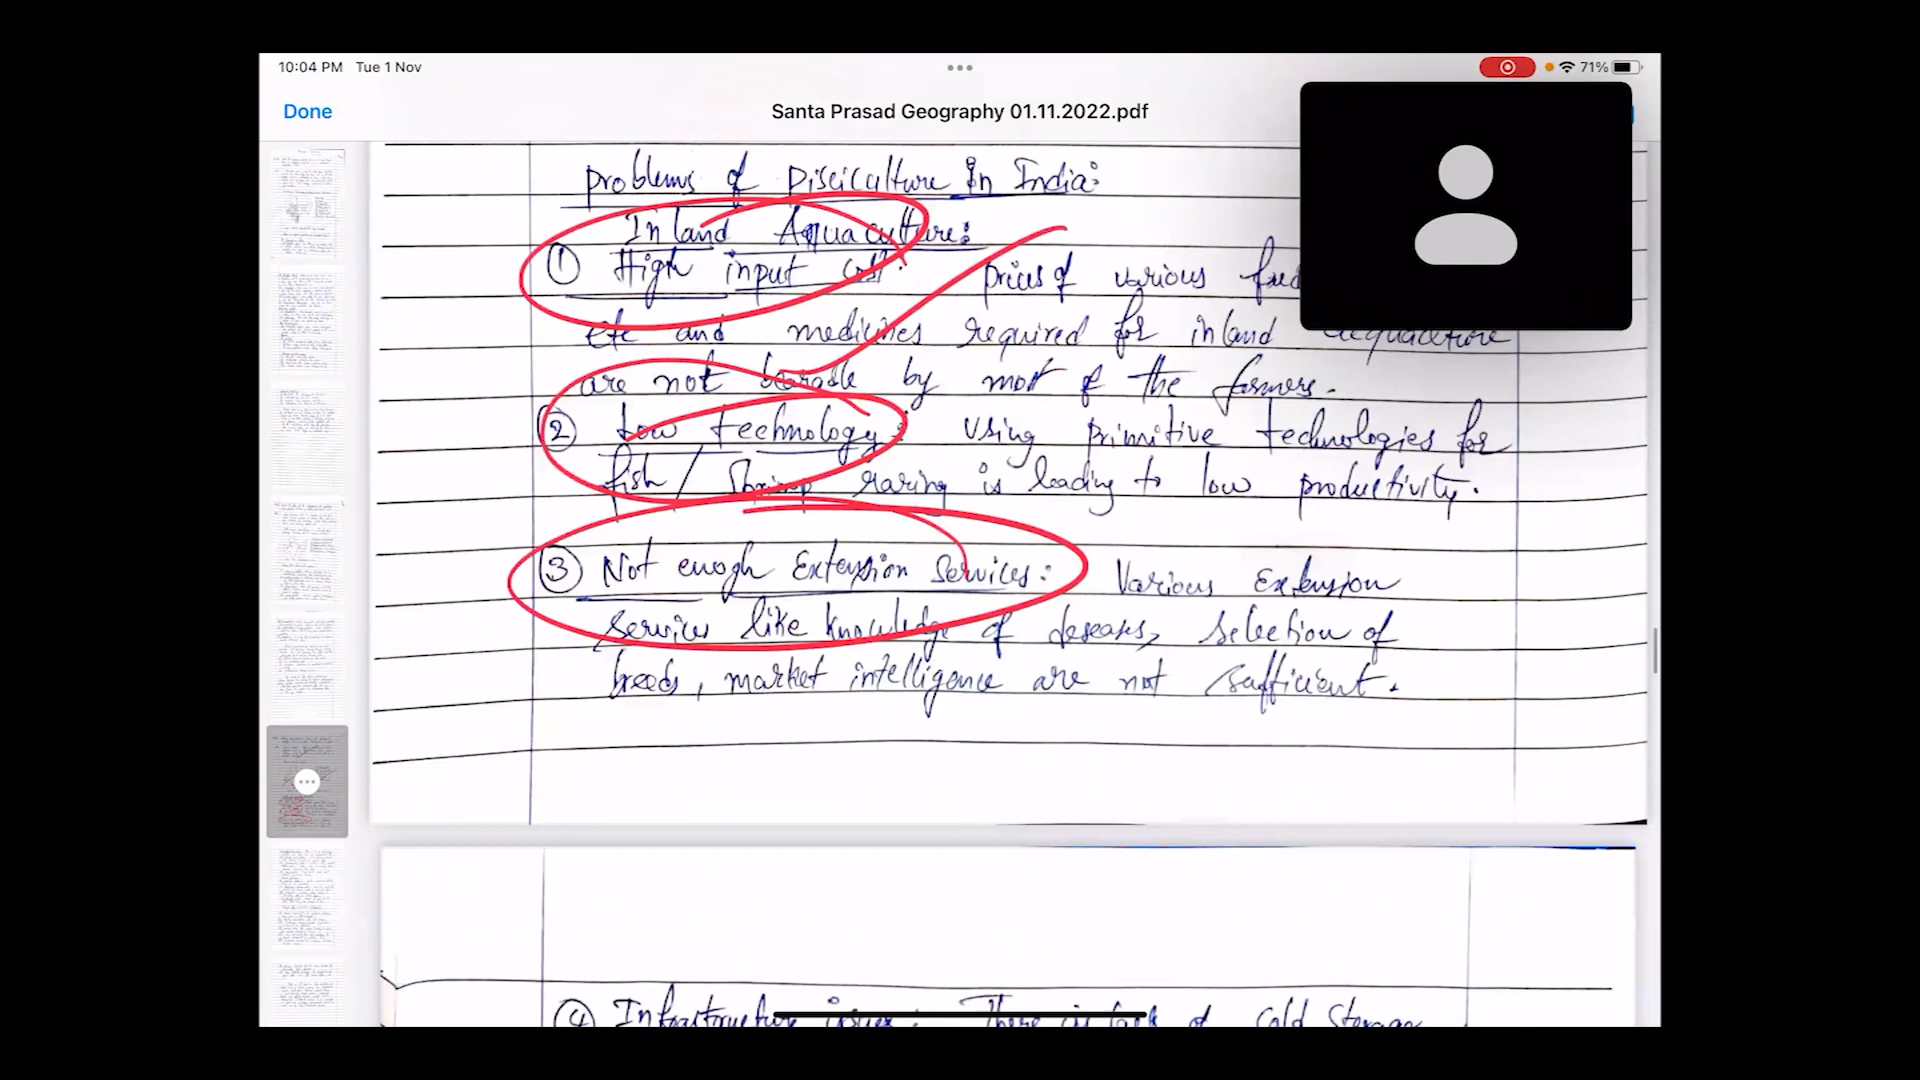 10:04 PM Tue 1 Nov
71%
Done
Santa Prasad Geography 01.11.2022.pdf
problems of Pisciculture in India:
Inland Aquaculture:
① High input cost. prices of various feed
etc and medicines required for inland
are not bearable by most of the farmers.
② Low technology: using primitive technologies for
fish / Shrimp raring is leading to low productivity.
③ Not enogh Extension Services: Various Extension
services like knowledge of deseases, selection of
breeds, market intelligence are not sufficient.
④ Infrastructure issues: There is lack of cold storage